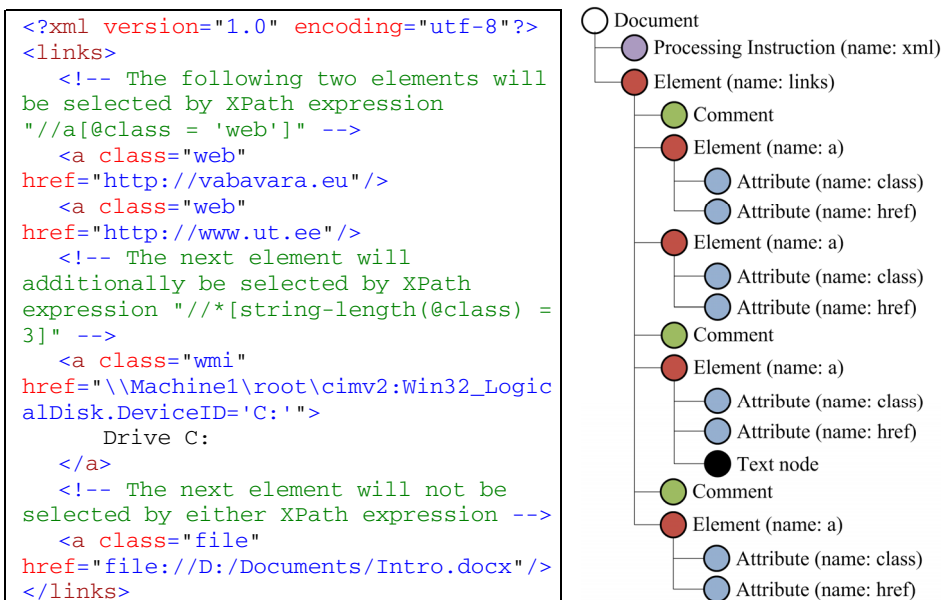 <?xml version="1.0" encoding="utf-8"?>
<links>
<!-- The following two elements will
be selected by XPath expression
"//a[@class = 'web']" -->
<a class="web"
href="http://vabavara.eu"/>
<a class="web"
href="http://www.ut.ee"/>
<!-- The next element will
additionally be selected by XPath
expression "//*[string-length(@class) =
3]" -->
<a class="wmi"
href="\\Machine1\root\cimv2:Win32_Logic
alDisk.DeviceID='C:'">
Drive C:
</a>
<!-- The next element will not be
selected by either XPath expression -->
<a class="file"
href="file://D:/Documents/Intro.docx"/>
</links>
Document
Processing Instruction (name: xml)
Element (name: links)
Comment
Element (name: a)
Attribute (name: class)
Attribute (name: href)
Element (name: a)
Attribute (name: class)
Attribute (name: href)
Comment
Element (name: a)
Attribute (name: class)
Attribute (name: href)
Text node
Comment
Element (name: a)
Attribute (name: class)
Attribute (name: href)